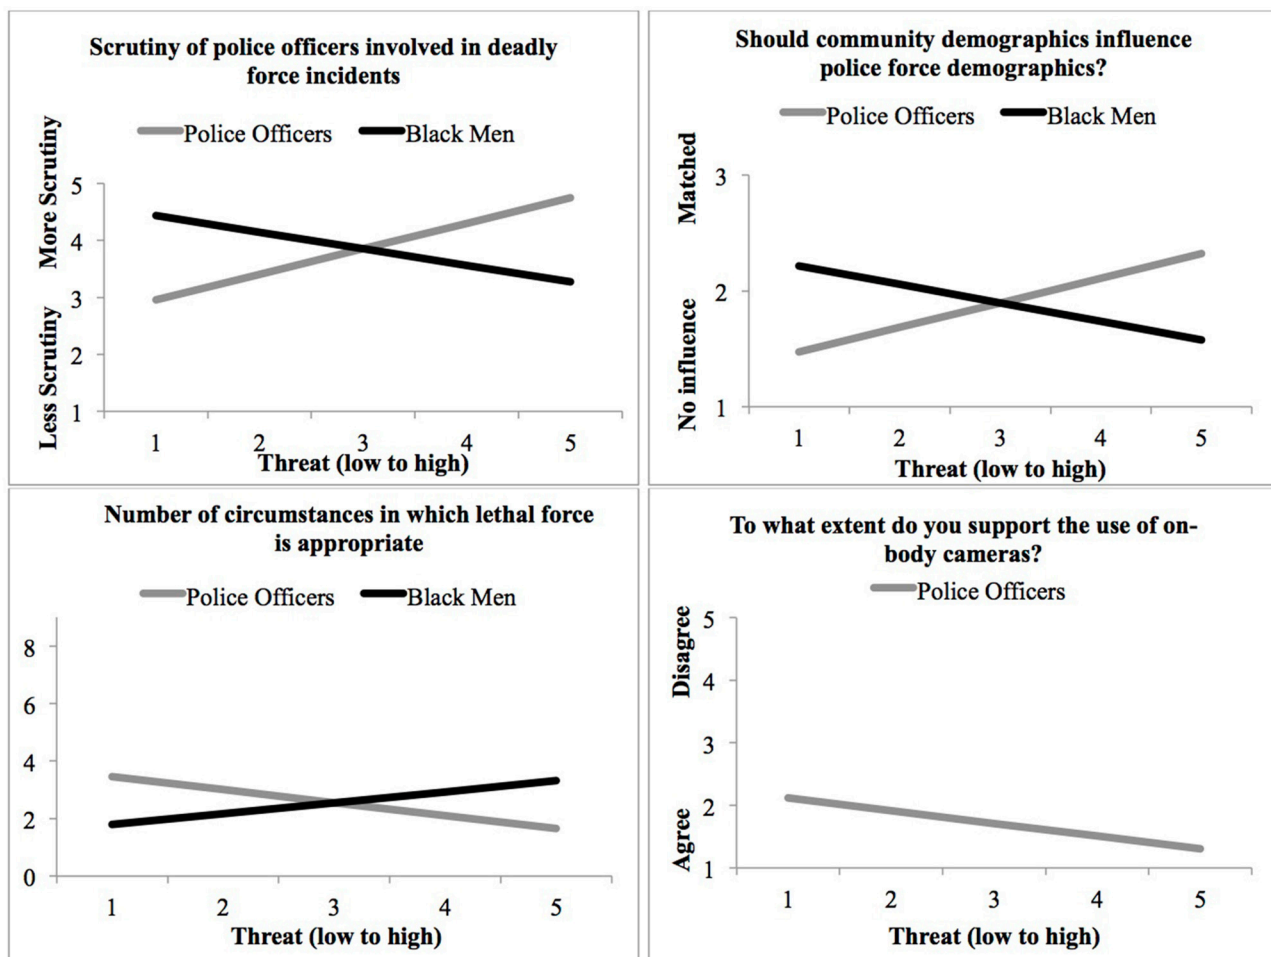 Scrutiny of police officers involved in deadly
force incidents
Police Officers
Black Men
More Scrutiny
Less Scrutiny
5
4
3
2
1
1 2 3 4 5
Threat (low to high)
Should community demographics influence
police force demographics?
Police Officers
Black Men
Matched
No influence
3
2
1
1 2 3 4 5
Threat (low to high)
Number of circumstances in which lethal force
is appropriate
Police Officers
Black Men
8
6
4
2
0
1 2 3 4 5
Threat (low to high)
To what extent do you support the use of on-
body cameras?
Police Officers
Disagree
Agree
5
4
3
2
1
1 2 3 4 5
Threat (low to high)